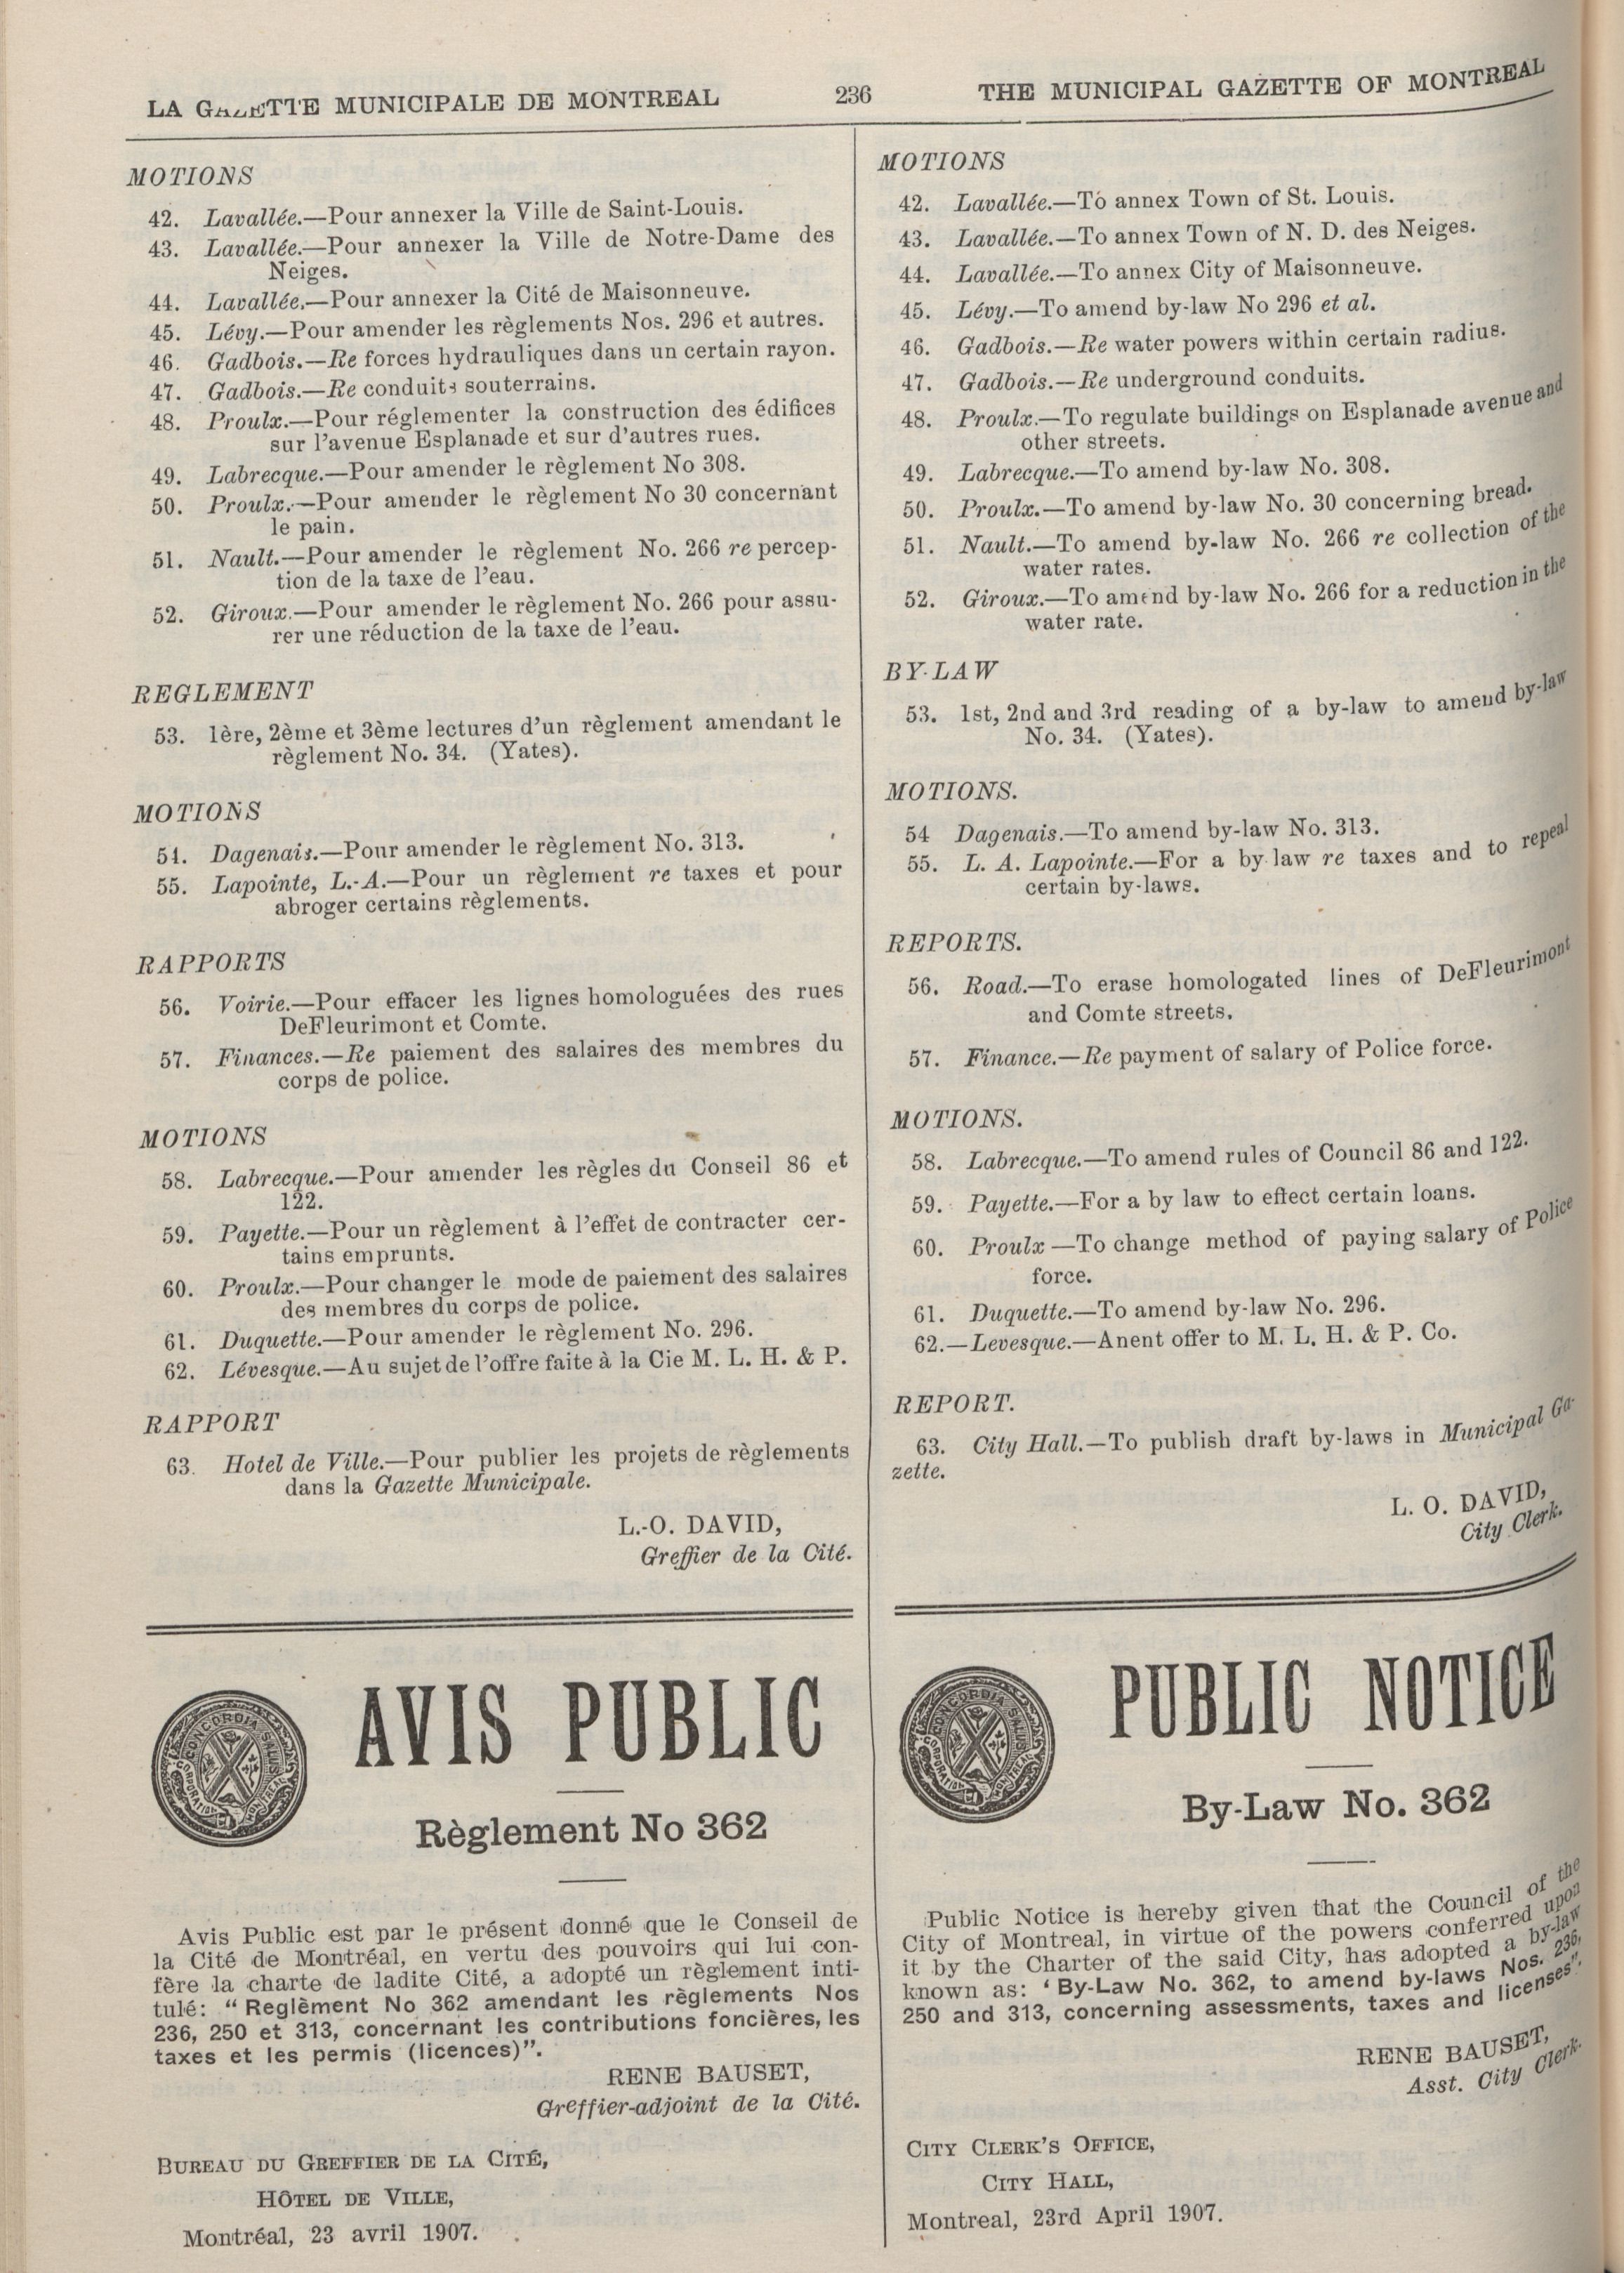 LA GAZETTE MUNICIPALE DE MONTREAL
236
THE MUNICIPAL GAZETTE OF MONTREAL
MOTIONS
42. Lavallée.—Pour annexer la Ville de Saint-Louis.
43. Lavallée.—Pour annexer la Ville de Notre-Dame des
Neiges.
44. Lavallée.—Pour annexer la Cité de Maisonneuve.
45. Lévy.—Pour amender les règlements Nos. 296 et autres.
46. Gadbois.—Re forces hydrauliques dans un certain rayon.
47. Gadbois.—Re conduits souterrains.
48. Proulx.—Pour réglementer la construction des édifices
sur l'avenue Esplanade et sur d'autres rues.
49. Labrecque.—Pour amender le règlement No 308.
50. Proulx.—Pour amender le règlement No 30 concernant
le pain.
51. Nault.—Pour amender le règlement No. 266 re percep-
tion de la taxe de l'eau.
52. Giroux.—Pour amender le règlement No. 266 pour assu-
rer une réduction de la taxe de l'eau.
REGLEMENT
53. 1ère, 2ème et 3ème lectures d'un règlement amendant le
règlement No. 34. (Yates).
MOTIONS
54. Dagenais.—Pour amender le règlement No. 313.
55. Lapointe, L.-A.—Pour un règlement re taxes et pour
abroger certains règlements.
RAPPORTS
56. Voirie.—Pour effacer les lignes homologuées des rues
DeFleurimont et Comte.
57. Finances.—Re paiement des salaires des membres du
corps de police.
MOTIONS
58. Labrecque.—Pour amender les règles du Conseil 86 et
122.
59. Payette.—Pour un règlement à l'effet de contracter cer-
tains emprunts.
60. Proulx.—Pour changer le mode de paiement des salaires
des membres du corps de police.
61. Duquette.—Pour amender le règlement No. 296.
62. Lévesque.—Au sujet de l'offre faite à la Cie M. L. H. & P.
RAPPORT
63. Hotel de Ville.—Pour publier les projets de règlements
dans la Gazette Municipale.
L.-O. DAVID,
Greffier de la Cité.
AVIS PUBLIC
CONCORDIA SALUS
CORPORATION MONTREAL
Règlement No 362
Avis Public est par le présent donné que le Conseil de
la Cité de Montréal, en vertu des pouvoirs qui lui con-
fère la charte de ladite Cité, a adopté un règlement inti-
tulé: "Reglèment No 362 amendant les règlements Nos
236, 250 et 313, concernant les contributions foncières, les
taxes et les permis (licences)".
RENE BAUSET,
Greffier-adjoint de la Cité.
BUREAU DU GREFFIER DE LA CITÉ,
HÔTEL DE VILLE,
Montréal, 23 avril 1907.
MOTIONS
42. Lavallée.—To annex Town of St. Louis.
43. Lavallée.—To annex Town of N. D. des Neiges.
44. Lavallée.—To annex City of Maisonneuve.
45. Lévy.—To amend by-law No 296 et al.
46. Gadbois.—Re water powers within certain radius.
47. Gadbois.—Re underground conduits.
48. Proulx.—To regulate buildings on Esplanade avenue and
other streets.
49. Labrecque.—To amend by-law No. 308.
50. Proulx.—To amend by-law No. 30 concerning bread.
51. Nault.—To amend by-law No. 266 re collection of the
water rates.
52. Giroux.—To amend by-law No. 266 for a reduction in the
water rate.
BY-LAW
53. 1st, 2nd and 3rd reading of a by-law to amend by-law
No. 34. (Yates).
MOTIONS.
54 Dagenais.—To amend by-law No. 313.
55. L. A. Lapointe.—For a by law re taxes and to repeal
certain by-laws.
REPORTS.
56. Road.—To erase homologated lines of DeFleurimont
and Comte streets.
57. Finance.—Re payment of salary of Police force.
MOTIONS.
58. Labrecque.—To amend rules of Council 86 and 122.
59. Payette.—For a by law to effect certain loans.
60. Proulx —To change method of paying salary of Police
force.
61. Duquette.—To amend by-law No. 296.
62.—Levesque.—Anent offer to M. L. H. & P. Co.
REPORT.
63. City Hall.—To publish draft by-laws in Municipal Ga-
zette.
L. O. DAVID,
City Clerk.
PUBLIC NOTICE
CONCORDIA SALUS
CORPORATION MONTREAL
By-Law No. 362
Public Notice is hereby given that the Council of the
City of Montreal, in virtue of the powers conferred upon
it by the Charter of the said City, has adopted a by-law
known as: 'By-Law No. 362, to amend by-laws Nos. 236,
250 and 313, concerning assessments, taxes and licenses".
RENE BAUSET,
Asst. City Clerk.
CITY CLERK'S OFFICE,
CITY HALL,
Montreal, 23rd April 1907.